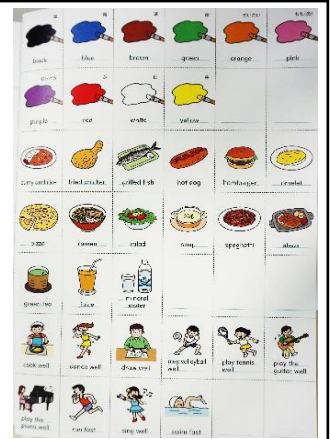 black
blue
brown
green
orange
pink
purple
red
white
yellow
curry and rice
fried chicken
grilled fish
hot dog
hamburger
omelet
pizza
ramen
salad
soup
spaghetti
steak
green tea
juice
mineral
water
cook well
dance well
draw well
play volleyball
well
play tennis
well
play the
guitar well
play the
piano well
run fast
sing well
swim fast